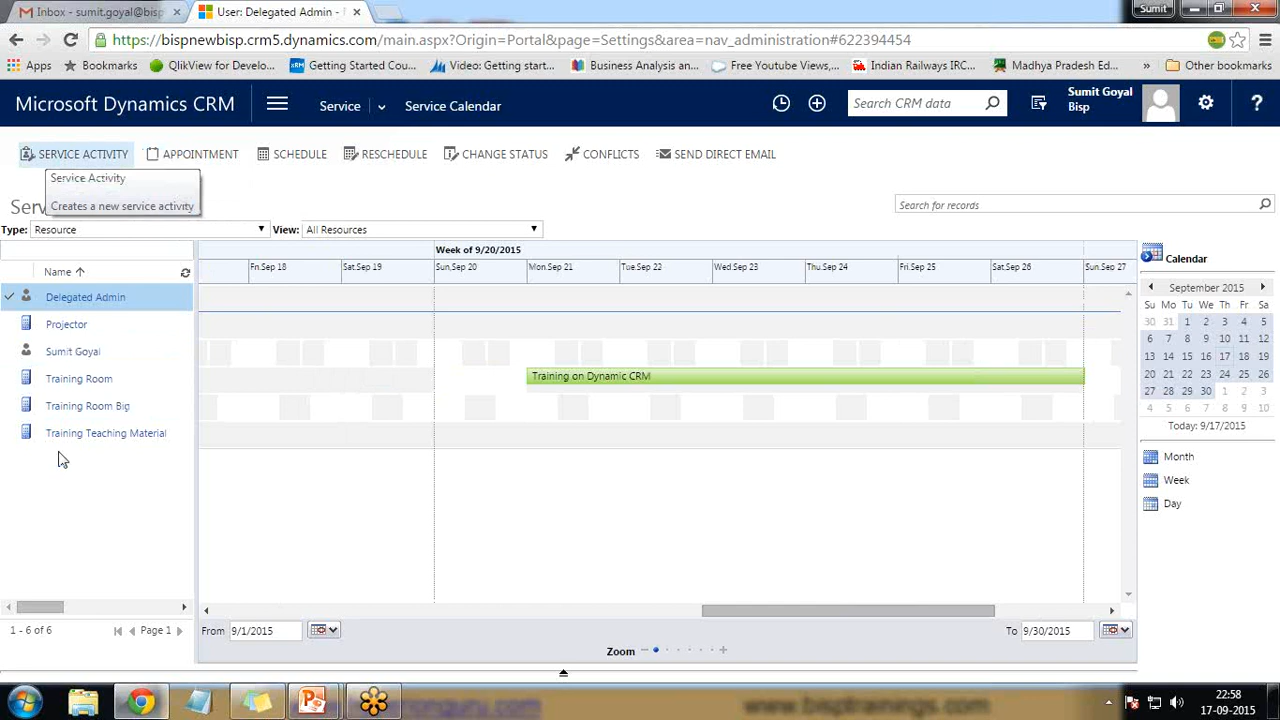 Inbox - sumit.goyal@bisp
User: Delegated Admin -
Sumit
https://bispnewbisp.crm5.dynamics.com/main.aspx?Origin=Portal&page=Settings&area=nav_administration#622394454
Apps Bookmarks QlikView for Develo... Getting Started Cou... Video: Getting start... Business Analysis an... Free Youtube Views,... Indian Railways IRC... Madhya Pradesh Ed... » Other bookmarks
Microsoft Dynamics CRM Service Service Calendar Search CRM data
Sumit Goyal
Bisp
?
SERVICE ACTIVITY APPOINTMENT SCHEDULE RESCHEDULE CHANGE STATUS CONFLICTS SEND DIRECT EMAIL
Service Activity
Creates a new service activity
Serv
Search for records
Type: Resource View: All Resources
Week of 9/20/2015
Name
Fri.Sep 18 Sat.Sep 19 Sun.Sep 20 Mon.Sep 21 Tue.Sep 22 Wed.Sep 23 Thu.Sep 24 Fri.Sep 25 Sat.Sep 26 Sun.Sep 27
Delegated Admin
Projector
Sumit Goyal
Training Room
Training Room Big
Training Teaching Material
Training on Dynamic CRM
Calendar
September 2015
Su Mo Tu We Th Fr Sa
30 31 1 2 3 4 5
6 7 8 9 10 11 12
13 14 15 16 17 18 19
20 21 22 23 24 25 26
27 28 29 30 1 2 3
4 5 6 7 8 9 10
Today: 9/17/2015
Month
Week
Day
1 - 6 of 6 Page 1
From 9/1/2015 To 9/30/2015
Zoom
22:58
17-09-2015